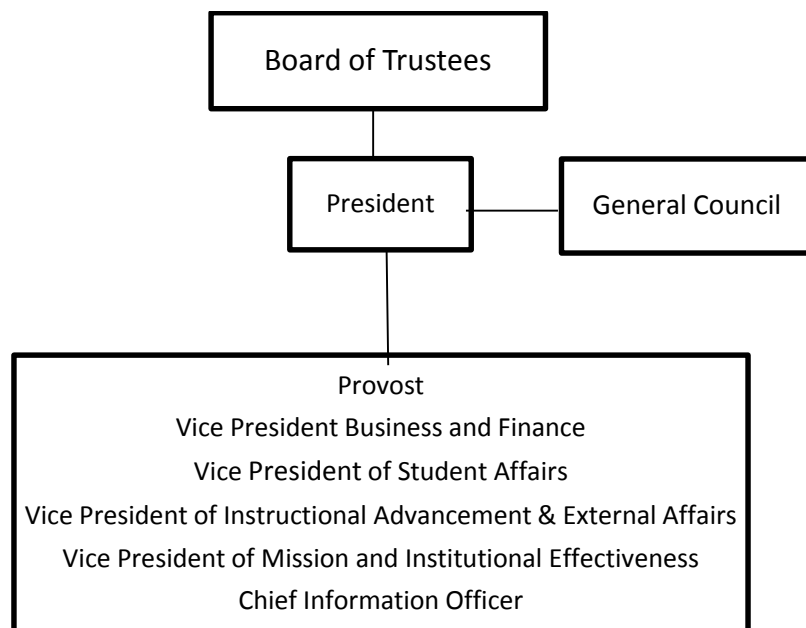 Board of Trustees
President
General Council
Provost
Vice President Business and Finance
Vice President of Student Affairs
Vice President of Instructional Advancement & External Affairs
Vice President of Mission and Institutional Effectiveness
Chief Information Officer